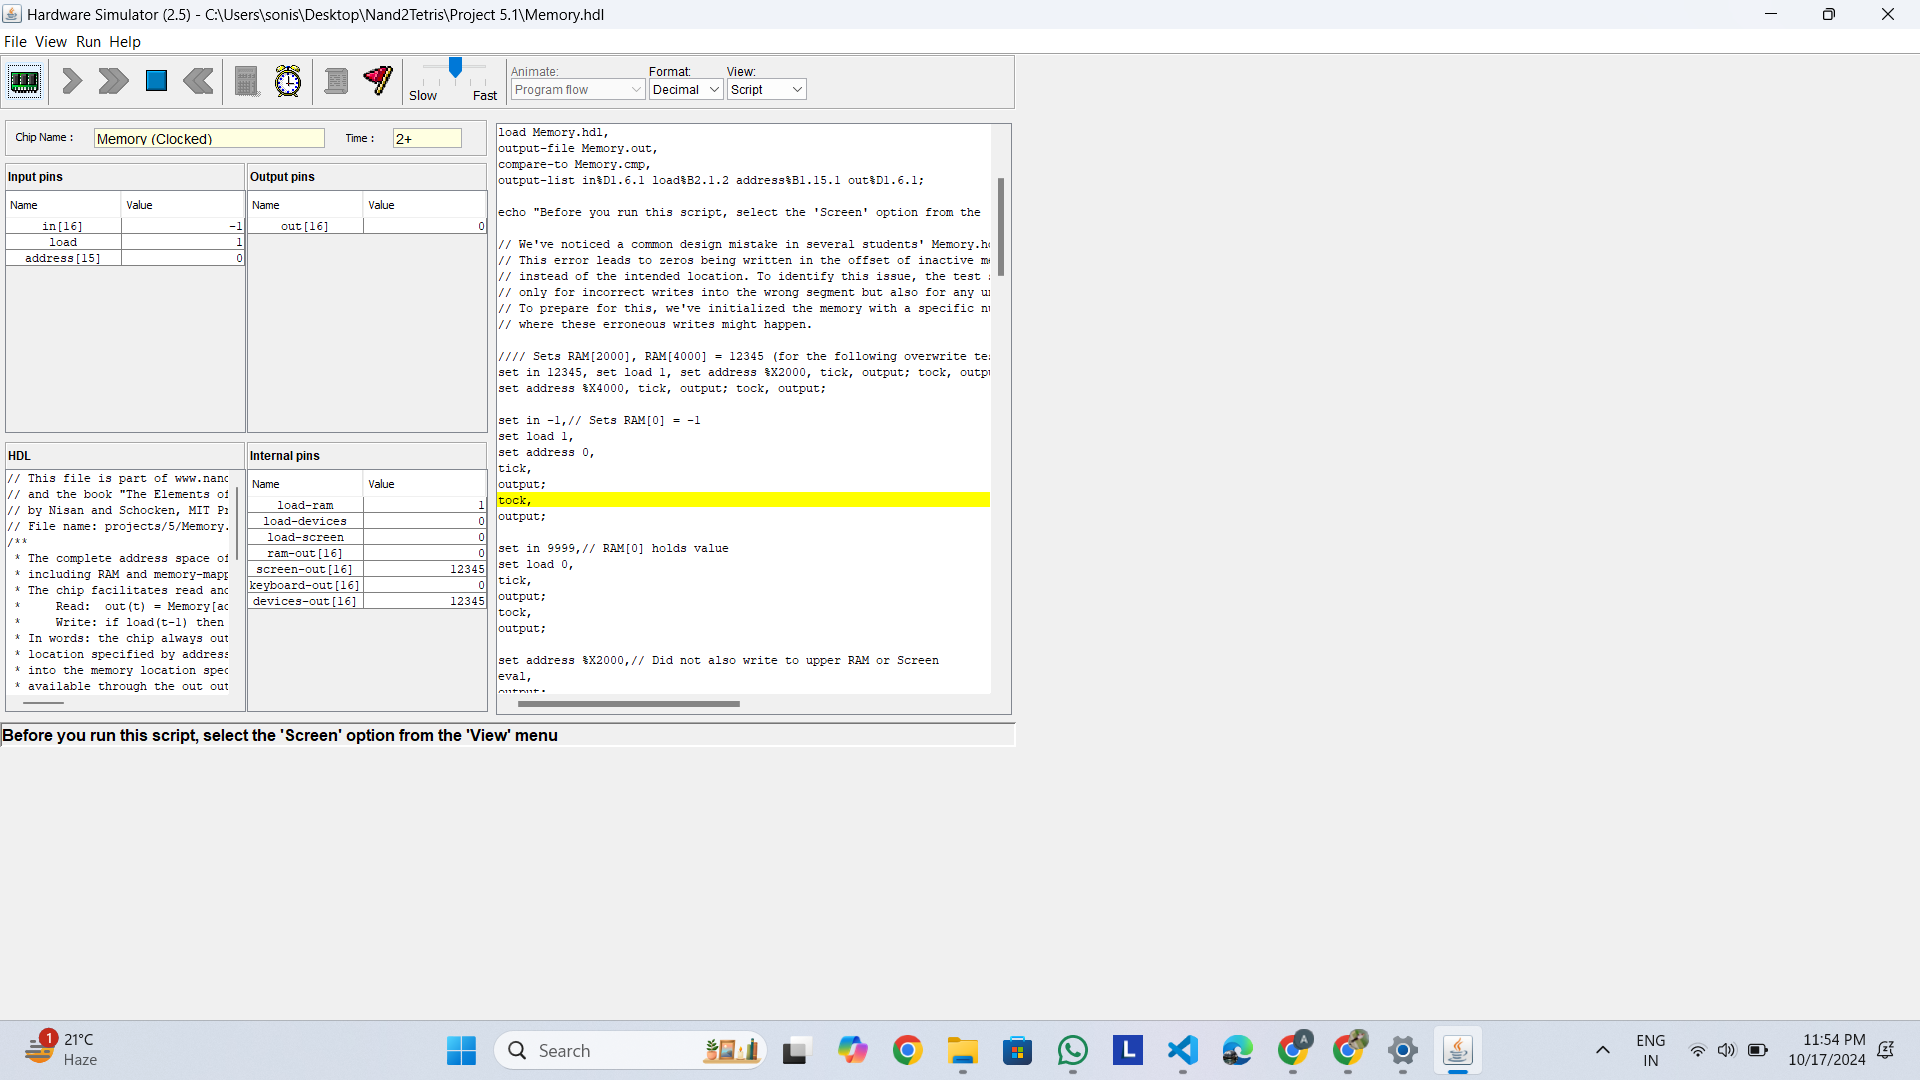 Hardware Simulator (2.5) - C:\Users\sonis\Desktop\Nand2Tetris\Project 5.1\Memory.hdl
File View Run Help
Slow Fast
Animate: Format: View:
Program flow Decimal Script
Chip Name : Memory (Clocked) Time : 2+
Input pins
Name Value
in[16] -1
load 1
address[15] 0
Output pins
Name Value
out[16] 0
HDL
// This file is part of www.nand
// and the book "The Elements of
// by Nisan and Schocken, MIT Pr
// File name: projects/5/Memory.
/**
* The complete address space of
* including RAM and memory-mapp
* The chip facilitates read and
* Read: out(t) = Memory[ad
* Write: if load(t-1) then
* In words: the chip always out
* location specified by address
* into the memory location spec
* available through the out out
Internal pins
Name Value
load-ram 1
load-devices 0
load-screen 0
ram-out[16] 0
screen-out[16] 12345
keyboard-out[16] 0
devices-out[16] 12345
load Memory.hdl,
output-file Memory.out,
compare-to Memory.cmp,
output-list in%D1.6.1 load%B2.1.2 address%B1.15.1 out%D1.6.1;
echo "Before you run this script, select the 'Screen' option from the
// We've noticed a common design mistake in several students' Memory.hd
// This error leads to zeros being written in the offset of inactive me
// instead of the intended location. To identify this issue, the test
// only for incorrect writes into the wrong segment but also for any un
// To prepare for this, we've initialized the memory with a specific nu
// where these erroneous writes might happen.
//// Sets RAM[2000], RAM[4000] = 12345 (for the following overwrite tes
set in 12345, set load 1, set address %X2000, tick, output; tock, outpu
set address %X4000, tick, output; tock, output;
set in -1,// Sets RAM[0] = -1
set load 1,
set address 0,
tick,
output;
tock,
output;
set in 9999,// RAM[0] holds value
set load 0,
tick,
output;
tock,
output;
set address %X2000,// Did not also write to upper RAM or Screen
eval,
output;
Before you run this script, select the 'Screen' option from the 'View' menu
1
21°C
Haze
Search
L
A
ENG
IN
11:54 PM
10/17/2024